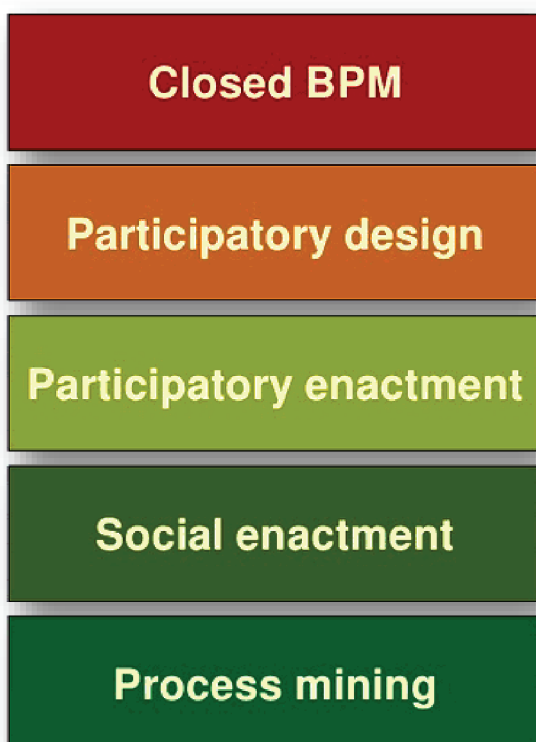 Closed BPM
Participatory design
Participatory enactment
Social enactment
Process mining